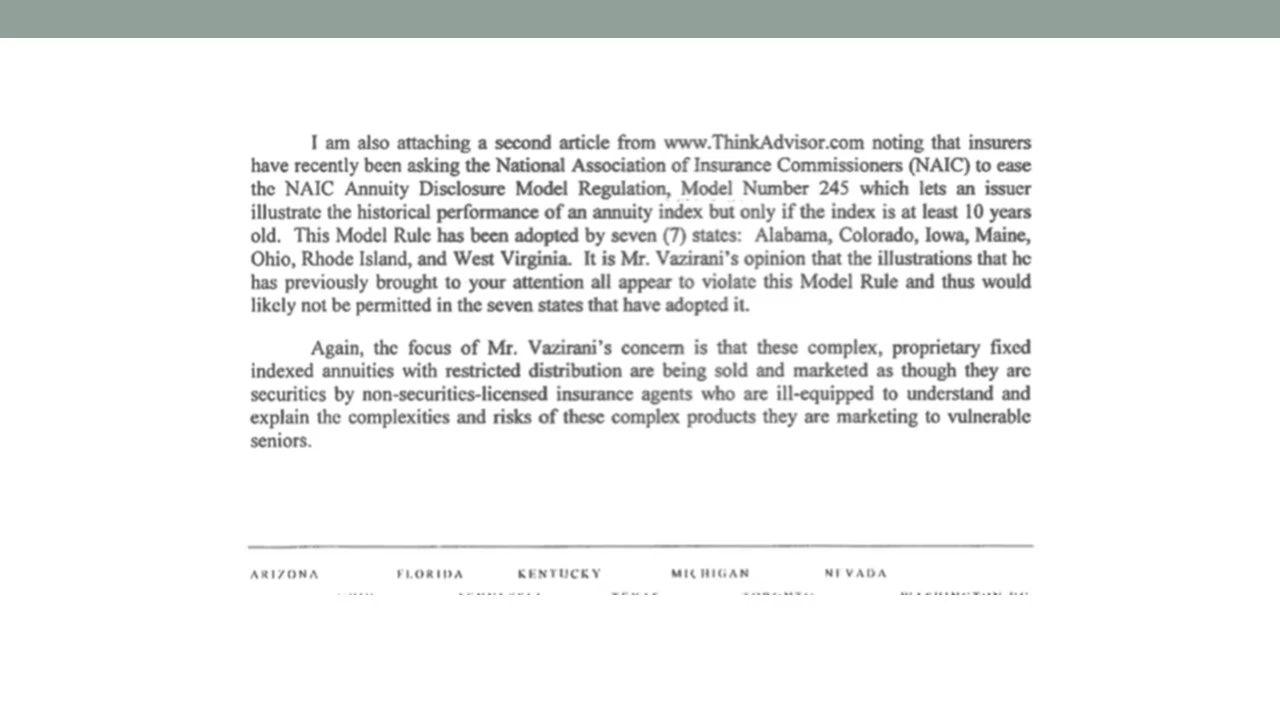 I am also attaching a second article from www.ThinkAdvisor.com noting that insurers
have recently been asking the National Association of Insurance Commissioners (NAIC) to ease
the NAIC Annuity Disclosure Model Regulation, Model Number 245 which lets an issuer
illustrate the historical performance of an annuity index but only if the index is at least 10 years
old. This Model Rule has been adopted by seven (7) states: Alabama, Colorado, Iowa, Maine,
Ohio, Rhode Island, and West Virginia. It is Mr. Vazirani's opinion that the illustrations that he
has previously brought to your attention all appear to violate this Model Rule and thus would
likely not be permitted in the seven states that have adopted it.
Again, the focus of Mr. Vazirani's concern is that these complex, proprietary fixed
indexed annuities with restricted distribution are being sold and marketed as though they are
securities by non-securities-licensed insurance agents who are ill-equipped to understand and
explain the complexities and risks of these complex products they are marketing to vulnerable
seniors.
ARIZONA FLORIDA KENTUCKY MICHIGAN NEVADA